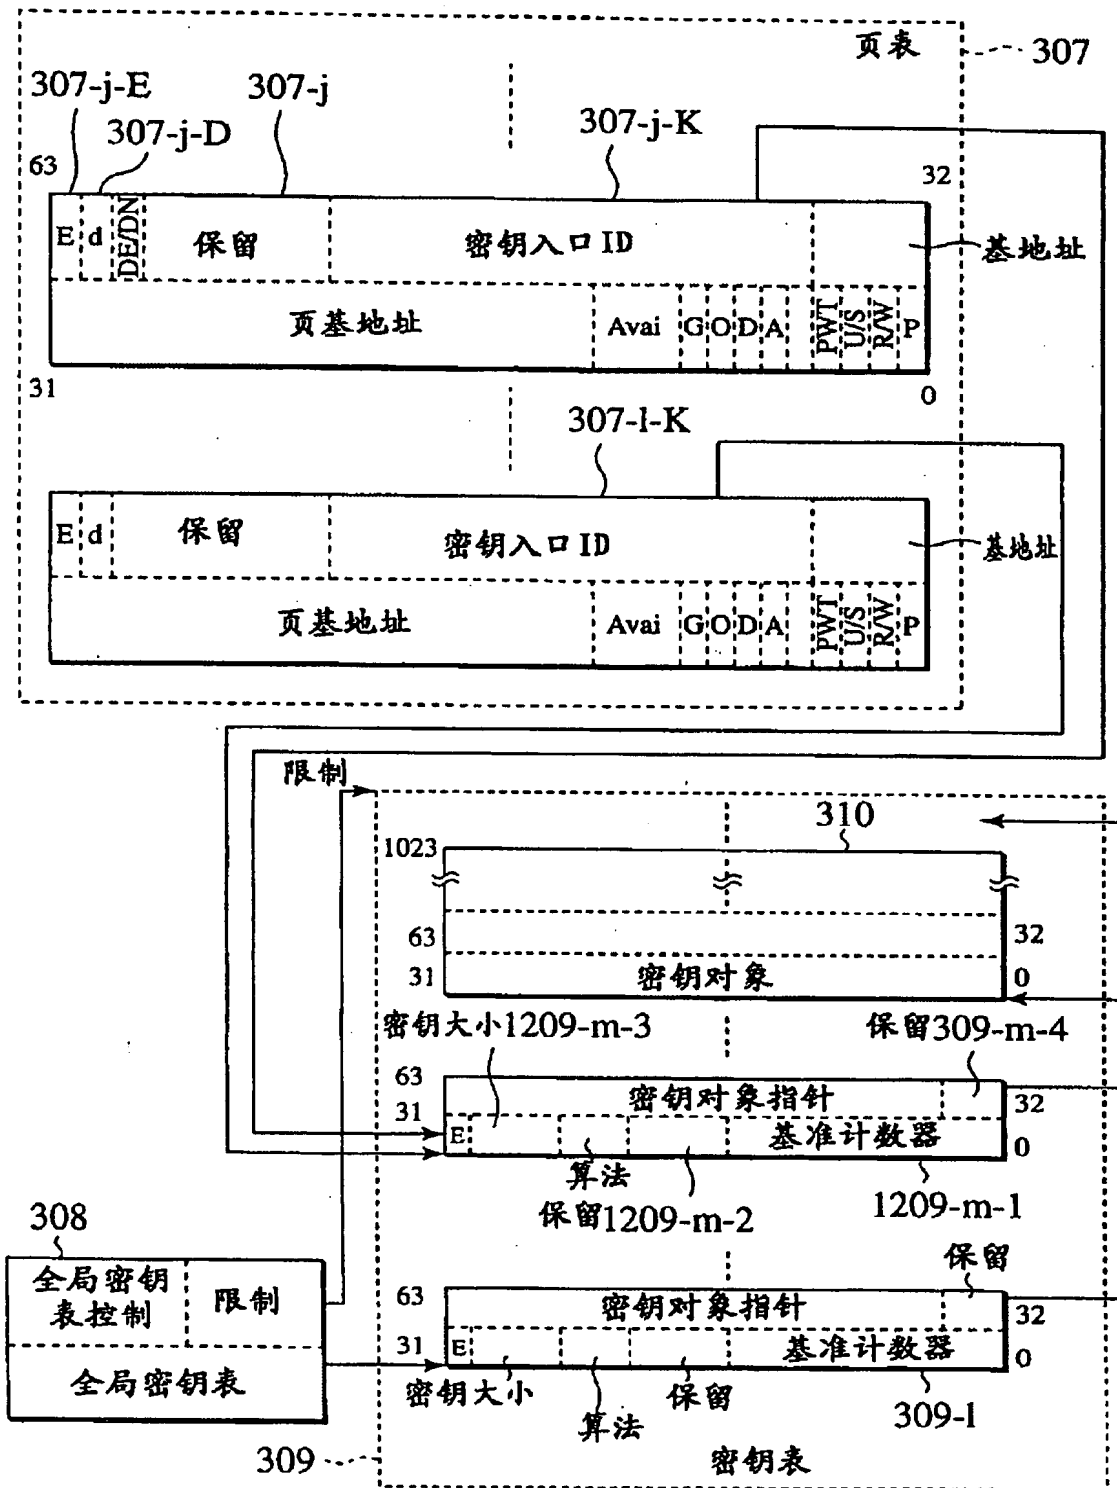 页表
307
307-j-E
307-j
307-j-D
307-j-K
63
32
E d DE/DN 保留 密钥入口ID
基地址
页基地址 Avai G O D A PWT U/S R/W P
31
0
307-l-K
E d 保留 密钥入口ID
基地址
页基地址 Avai G O D A PWT U/S R/W P
限制
310
1023
63
32
31 密钥对象 0
密钥大小1209-m-3
保留309-m-4
63 密钥对象指针 32
31 E 基准计数器 0
算法
保留1209-m-2
1209-m-1
308
保留
全局密钥表控制
限制
63 密钥对象指针 32
31 E 基准计数器 0
全局密钥表
密钥大小
保留
算法
309-l
309
密钥表